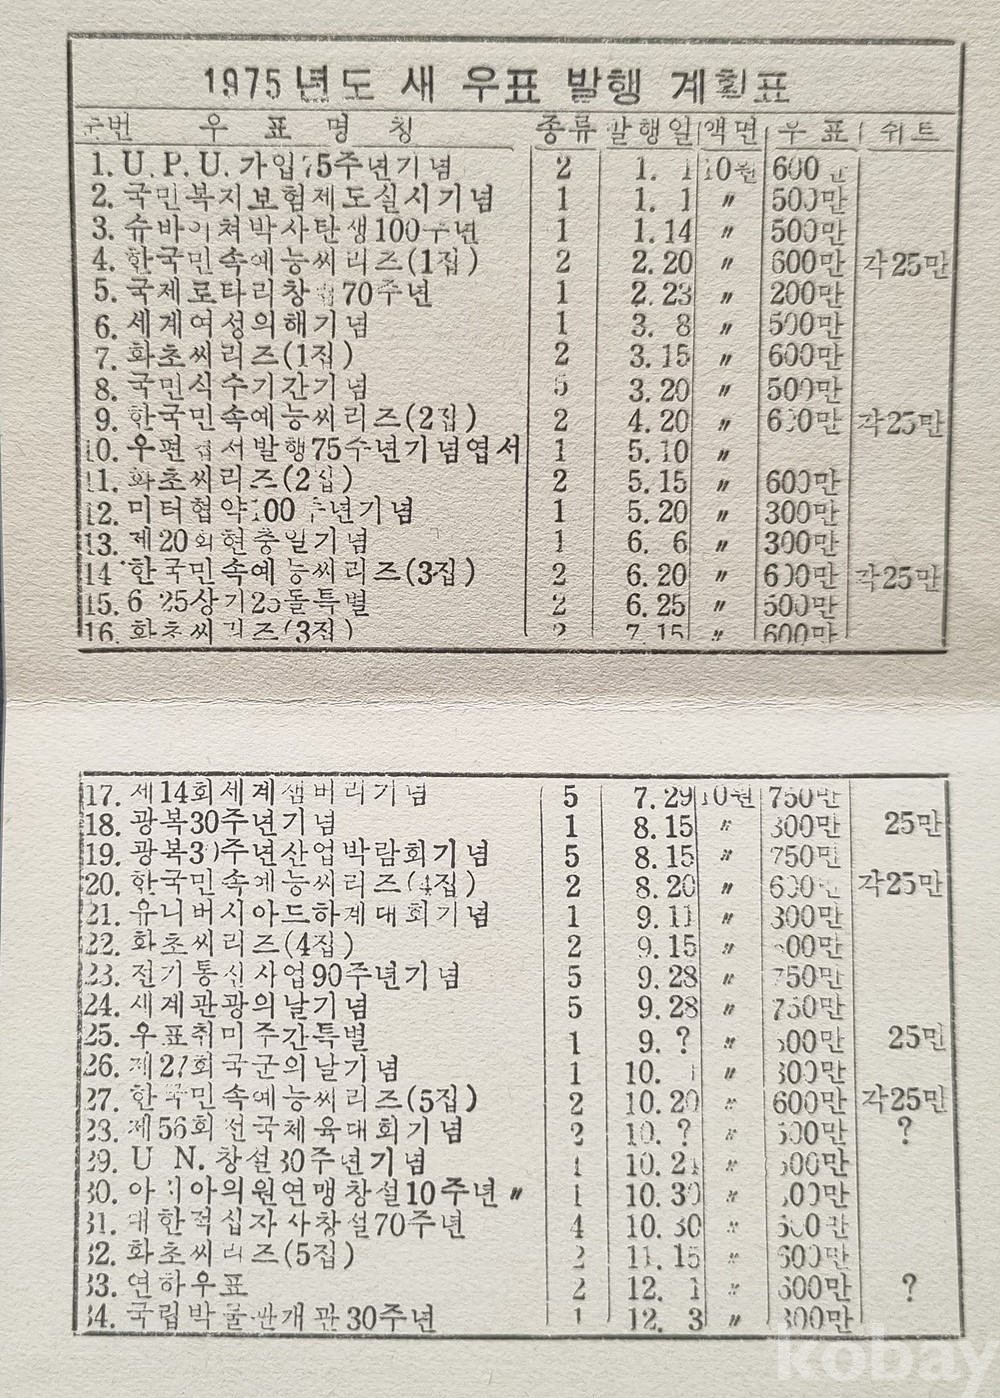 1975년도 새 우표 발행 계획표
우 표 명 칭 종류 발행일 액면 우 표 쉬트
1. U.P.U. 가입75주년기념 2 1. 1 10원 600만
2. 국민복지보험제도실시기념 1 1. 1 〃 500만
3. 슈바이쳐박사탄생100주년 1 1.14 〃 500만
4. 한국민속예능씨리즈(1집) 2 2.20 〃 600만 각25만
5. 국제로타리창립70주년 1 2.23 〃 200만
6. 세계여성의해기념 1 3. 8 〃 500만
7. 화초씨리즈(1집) 2 3.15 〃 600만
8. 국민식수기간기념 5 3.20 〃 500만
9. 한국민속예능씨리즈(2집) 2 4.20 〃 600만 각25만
10. 우편엽서발행75주년기념엽서 1 5.10 〃
11. 화초씨리즈(2집) 2 5.15 〃 600만
12. 미터협약100주년기념 1 5.20 〃 300만
13. 제20회현충일기념 1 6. 6 〃 300만
14. 한국민속예능씨리즈(3집) 2 6.20 〃 600만 각25만
15. 6 25상기25돌특별 2 6.25 〃 500만
16. 화초씨리즈(3집) 2 7.15 〃 600만
17. 제14회세계잼버리기념 5 7.29 10원 750만
18. 광복30주년기념 1 8.15 〃 300만 25만
19. 광복30주년산업박람회기념 5 8.15 〃 750만
20. 한국민속예능씨리즈(4집) 2 8.20 〃 600만 각25만
21. 유니버시아드하계대회기념 1 9.11 〃 300만
22. 화초씨리즈(4집) 2 9.15 〃 600만
23. 전기통신사업90주년기념 5 9.28 〃 750만
24. 세계관광의날기념 5 9.28 〃 750만
25. 우표취미주간특별 1 9. ? 〃 25만
26. 제27회국군의날기념 1 10. 1 〃 300만
27. 한국민속예능씨리즈(5집) 2 10.20 〃 600만 각25만
28. 제56회전국체육대회기념 2 10. ? 〃 ?
29. U N. 창설30주년기념 1 10.24 〃
30. 아시아의원연맹창설10주년〃 1 10.30 〃
31. 대한적십자사창설70주년 4 10.30 〃
32. 화초씨리즈(5집) 2 11.15 〃 600만
33. 연하우표 2 12. 1 〃 600만 ?
34. 국립박물관개관30주년 1 12. 3 〃 300만
kobay